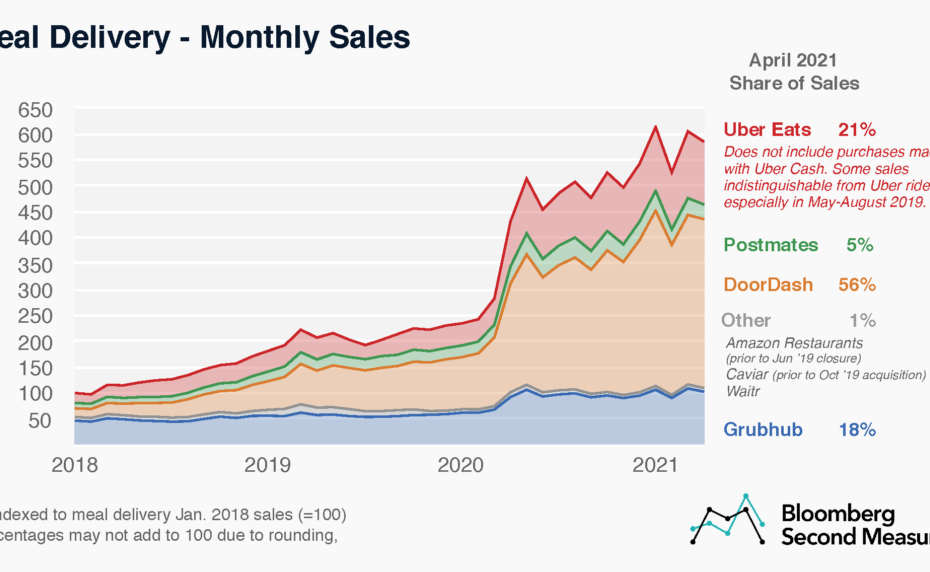 eal Delivery - Monthly Sales
April 2021
Share of Sales
650
600
550
500
450
400
350
300
250
200
150
100
50
2018
2019
2020
2021
Uber Eats 21%
Does not include purchases ma
with Uber Cash. Some sales
indistinguishable from Uber ride
especially in May-August 2019.
Postmates 5%
DoorDash 56%
Other 1%
Amazon Restaurants
(prior to Jun '19 closure)
Caviar (prior to Oct '19 acquisition)
Waitr
Grubhub 18%
ndexed to meal delivery Jan. 2018 sales (=100)
centages may not add to 100 due to rounding,
Bloomberg
Second Measu